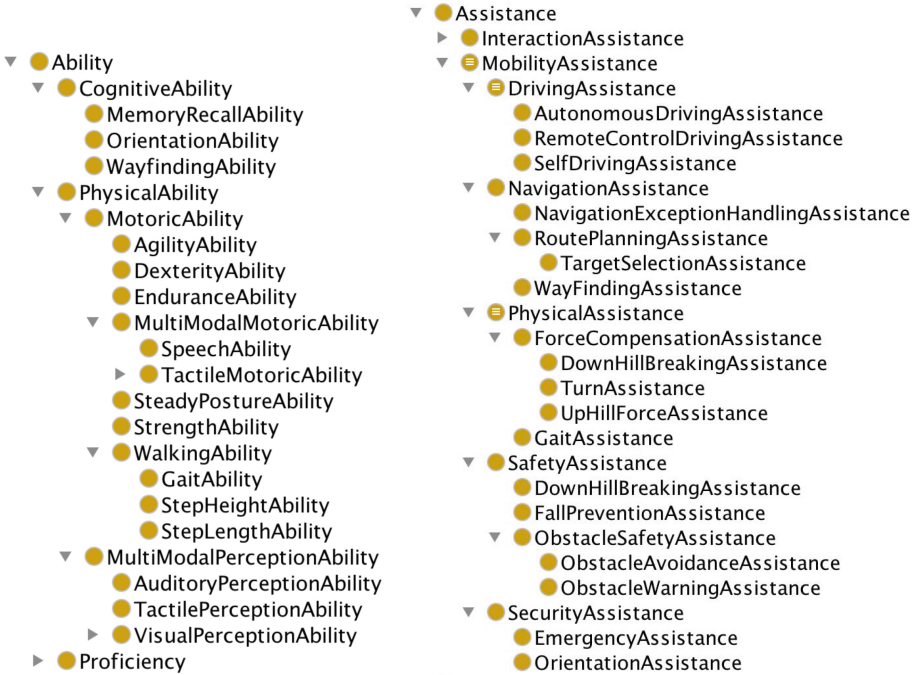 Ability
CognitiveAbility
MemoryRecallAbility
OrientationAbility
WayfindingAbility
PhysicalAbility
MotoricAbility
AgilityAbility
DexterityAbility
EnduranceAbility
MultiModalMotoricAbility
SpeechAbility
TactileMotoricAbility
SteadyPostureAbility
StrengthAbility
WalkingAbility
GaitAbility
StepHeightAbility
StepLengthAbility
MultiModalPerceptionAbility
AuditoryPerceptionAbility
TactilePerceptionAbility
VisualPerceptionAbility
Proficiency
Assistance
InteractionAssistance
MobilityAssistance
DrivingAssistance
AutonomousDrivingAssistance
RemoteControlDrivingAssistance
SelfDrivingAssistance
NavigationAssistance
NavigationExceptionHandlingAssistance
RoutePlanningAssistance
TargetSelectionAssistance
WayFindingAssistance
PhysicalAssistance
ForceCompensationAssistance
DownHillBreakingAssistance
TurnAssistance
UpHillForceAssistance
GaitAssistance
SafetyAssistance
DownHillBreakingAssistance
FallPreventionAssistance
ObstacleSafetyAssistance
ObstacleAvoidanceAssistance
ObstacleWarningAssistance
SecurityAssistance
EmergencyAssistance
OrientationAssistance